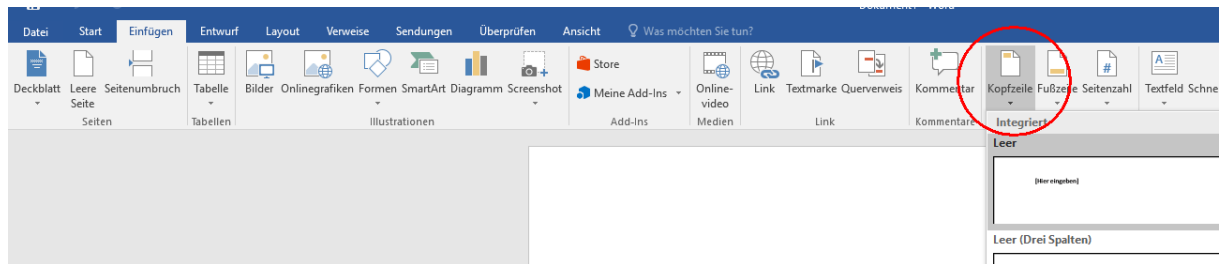 Datei Start Einfügen Entwurf Layout Verweise Sendungen Überprüfen Ansicht Was möchten Sie tun?
Deckblatt Leere Seite Seitenumbruch Tabelle Bilder Onlinegrafiken Formen SmartArt Diagramm Screenshot
Store
Meine Add-Ins
Online-video Link Textmarke Querverweis Kommentar Kopfzeile Fußzeile Seitenzahl Textfeld Schne
Seiten Tabellen Illustrationen Add-Ins Medien Link Kommentare
Integriert
Leer
[Hier eingeben]
Leer (Drei Spalten)